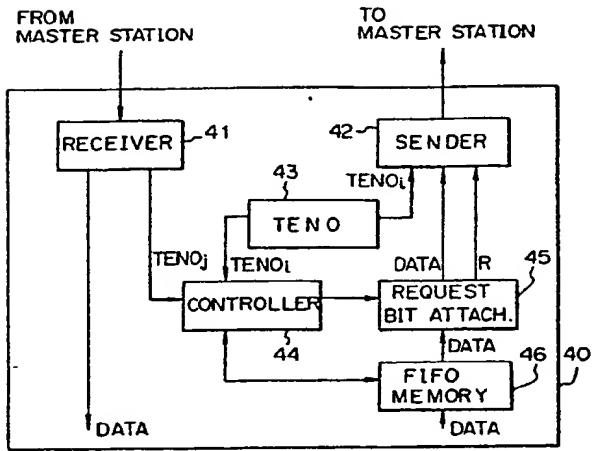 FROM
MASTER STATION
TO
MASTER STATION
RECEIVER
41
42
SENDER
43
TENO
TENOi
TENOj
TENOi
DATA
R
45
CONTROLLER
44
REQUEST
BIT ATTACH.
DATA
46
40
FIFO
MEMORY
DATA
DATA